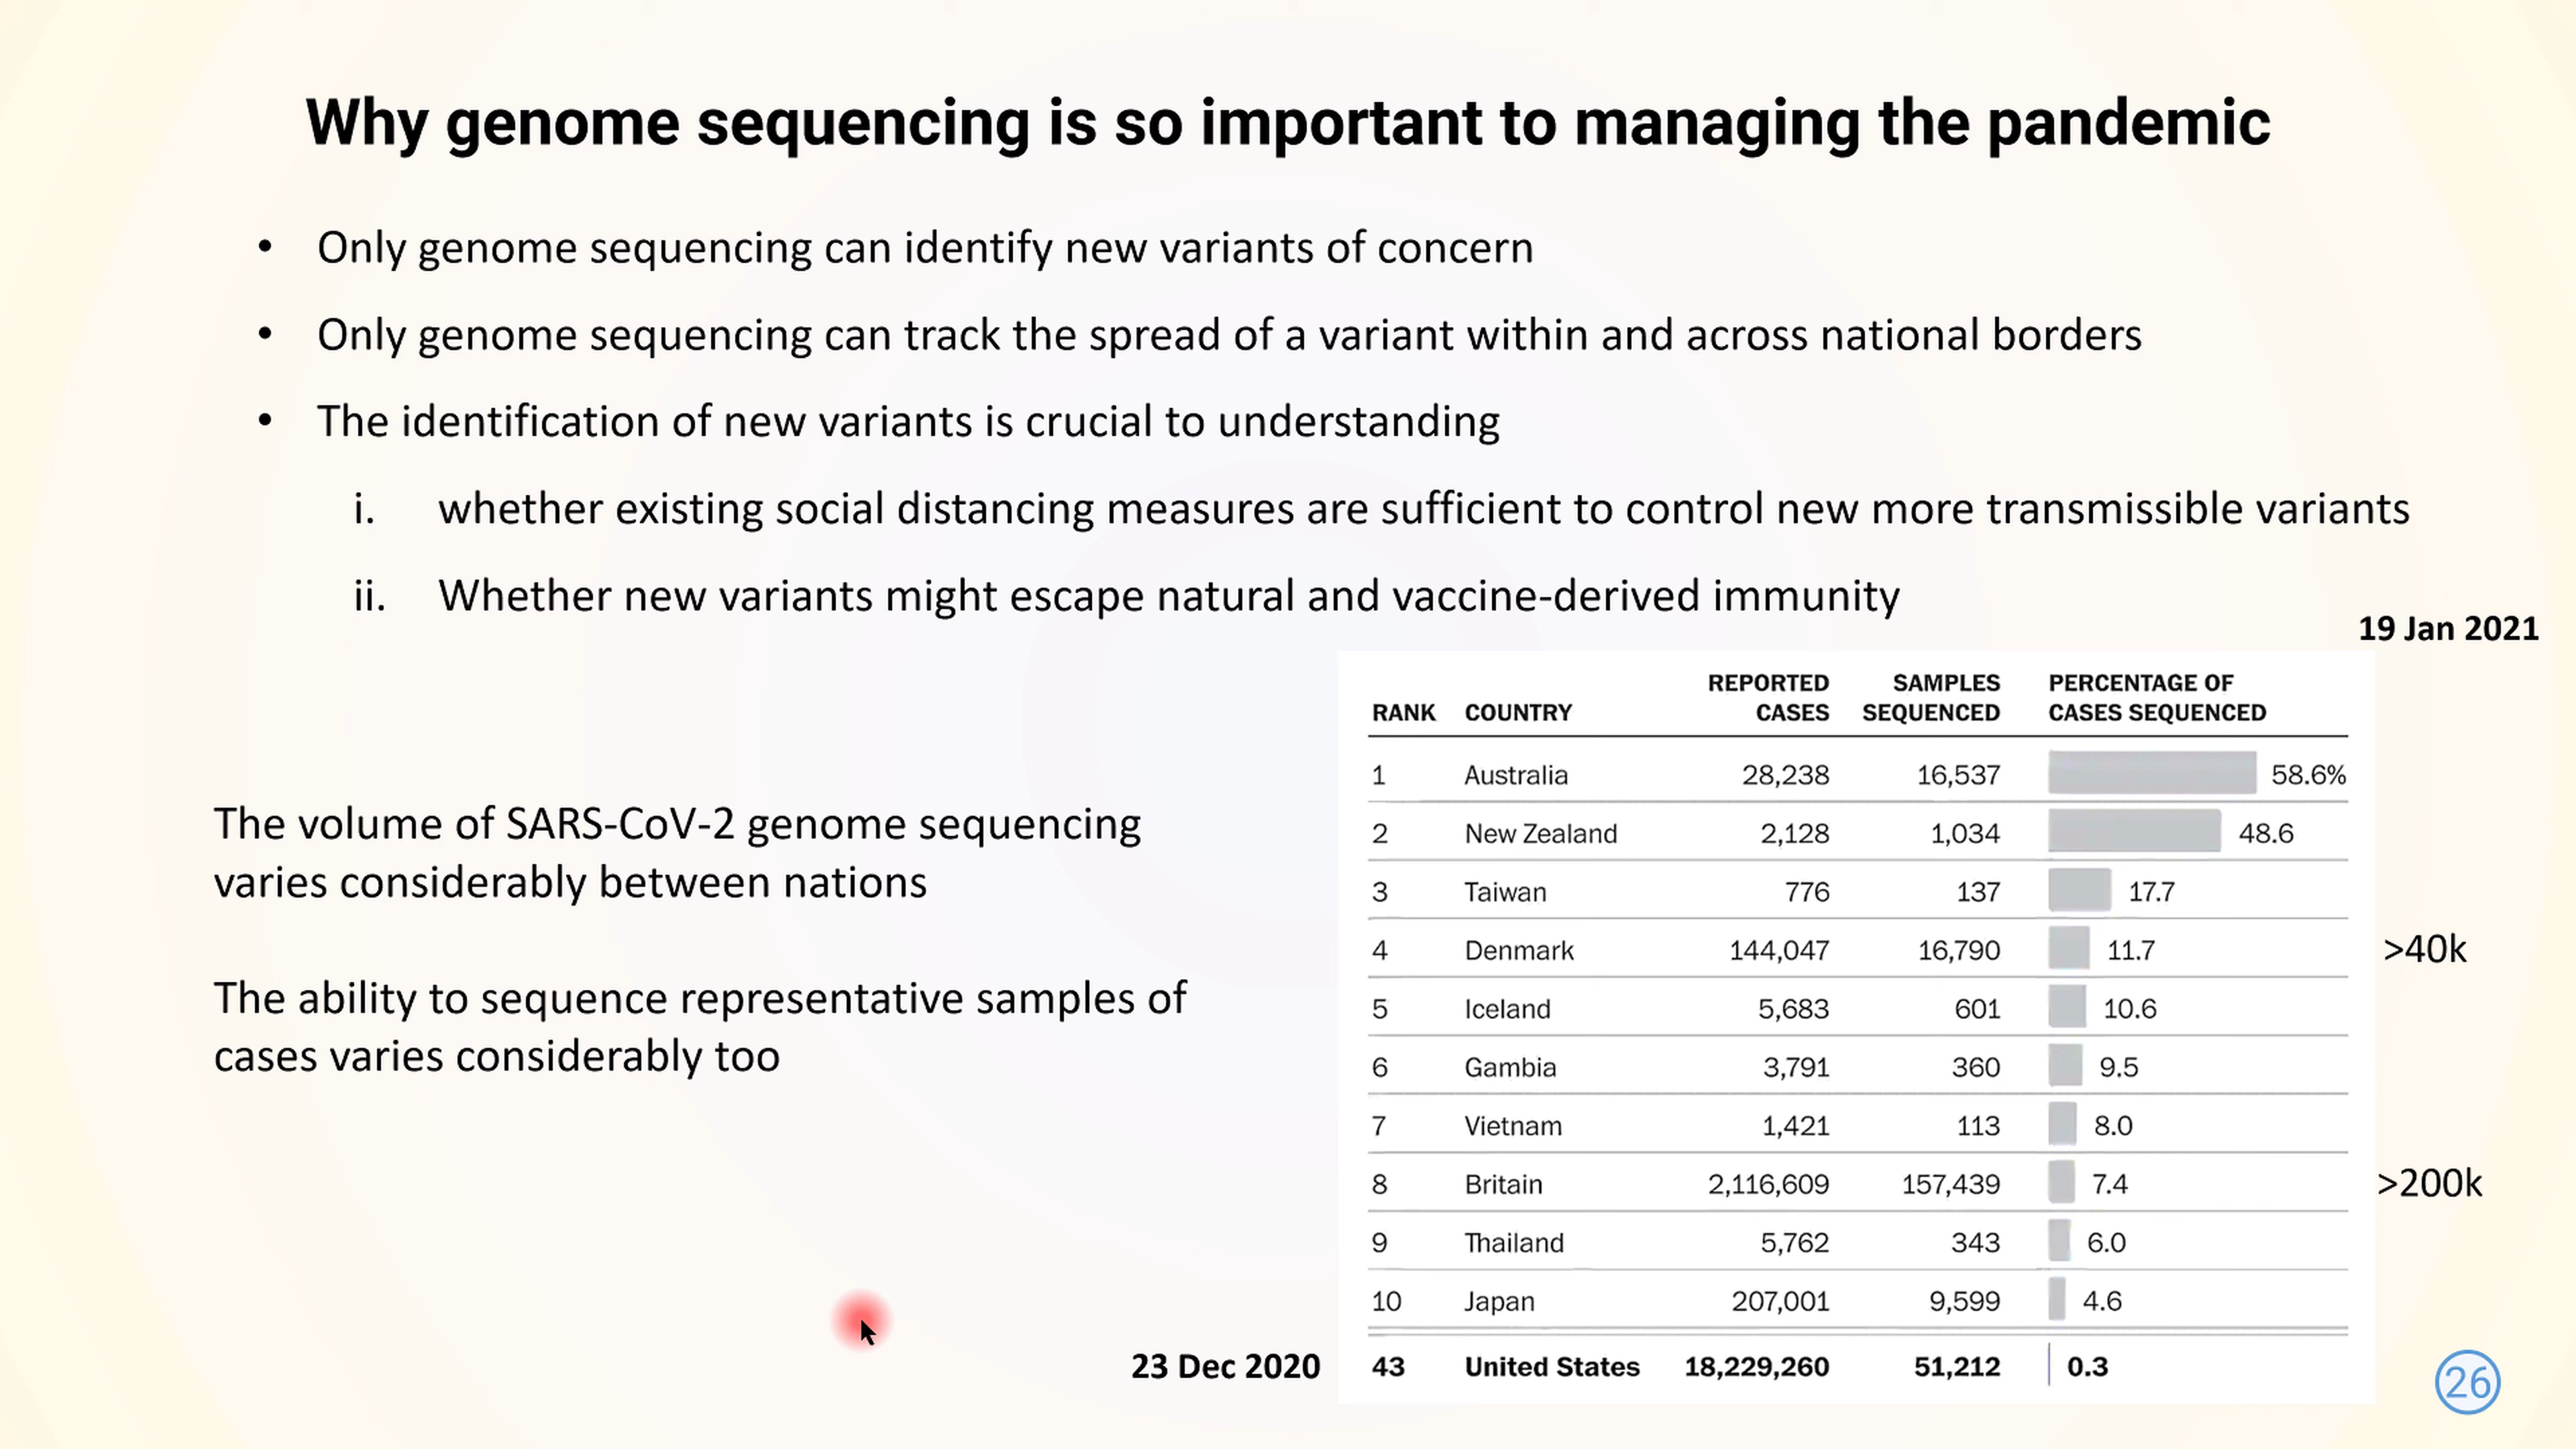 Why genome sequencing is so important to managing the pandemic
• Only genome sequencing can identify new variants of concern
• Only genome sequencing can track the spread of a variant within and across national borders
• The identification of new variants is crucial to understanding
i. whether existing social distancing measures are sufficient to control new more transmissible variants
ii. Whether new variants might escape natural and vaccine-derived immunity
The volume of SARS-CoV-2 genome sequencing
varies considerably between nations
The ability to sequence representative samples of
cases varies considerably too
19 Jan 2021
REPORTED SAMPLES PERCENTAGE OF
RANK COUNTRY CASES SEQUENCED CASES SEQUENCED
1 Australia 28,238 16,537 58.6%
2 New Zealand 2,128 1,034 48.6
3 Taiwan 776 137 17.7
4 Denmark 144,047 16,790 11.7 >40k
5 Iceland 5,683 601 10.6
6 Gambia 3,791 360 9.5
7 Vietnam 1,421 113 8.0
8 Britain 2,116,609 157,439 7.4 >200k
9 Thailand 5,762 343 6.0
10 Japan 207,001 9,599 4.6
23 Dec 2020 43 United States 18,229,260 51,212 0.3
26